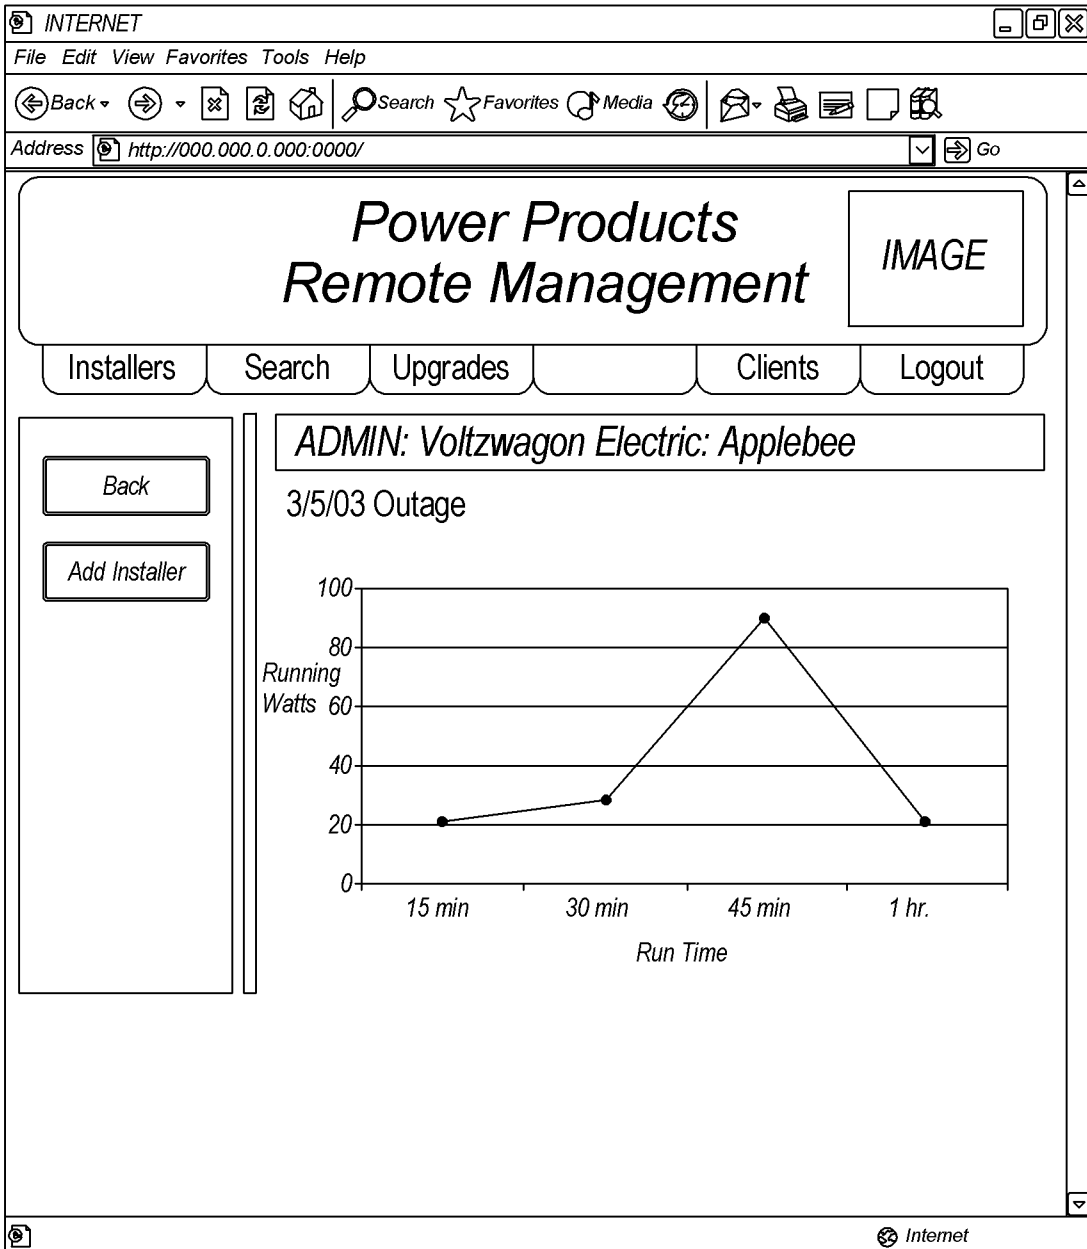 INTERNET
File Edit View Favorites Tools Help
Back Search Favorites Media
Address http://000.000.0.000:0000/ Go
Power Products
Remote Management
IMAGE
Installers Search Upgrades Clients Logout
Back
Add Installer
ADMIN: Voltzwagon Electric: Applebee
3/5/03 Outage
100
80
Running
Watts
60
40
20
0
15 min 30 min 45 min 1 hr.
Run Time
Internet